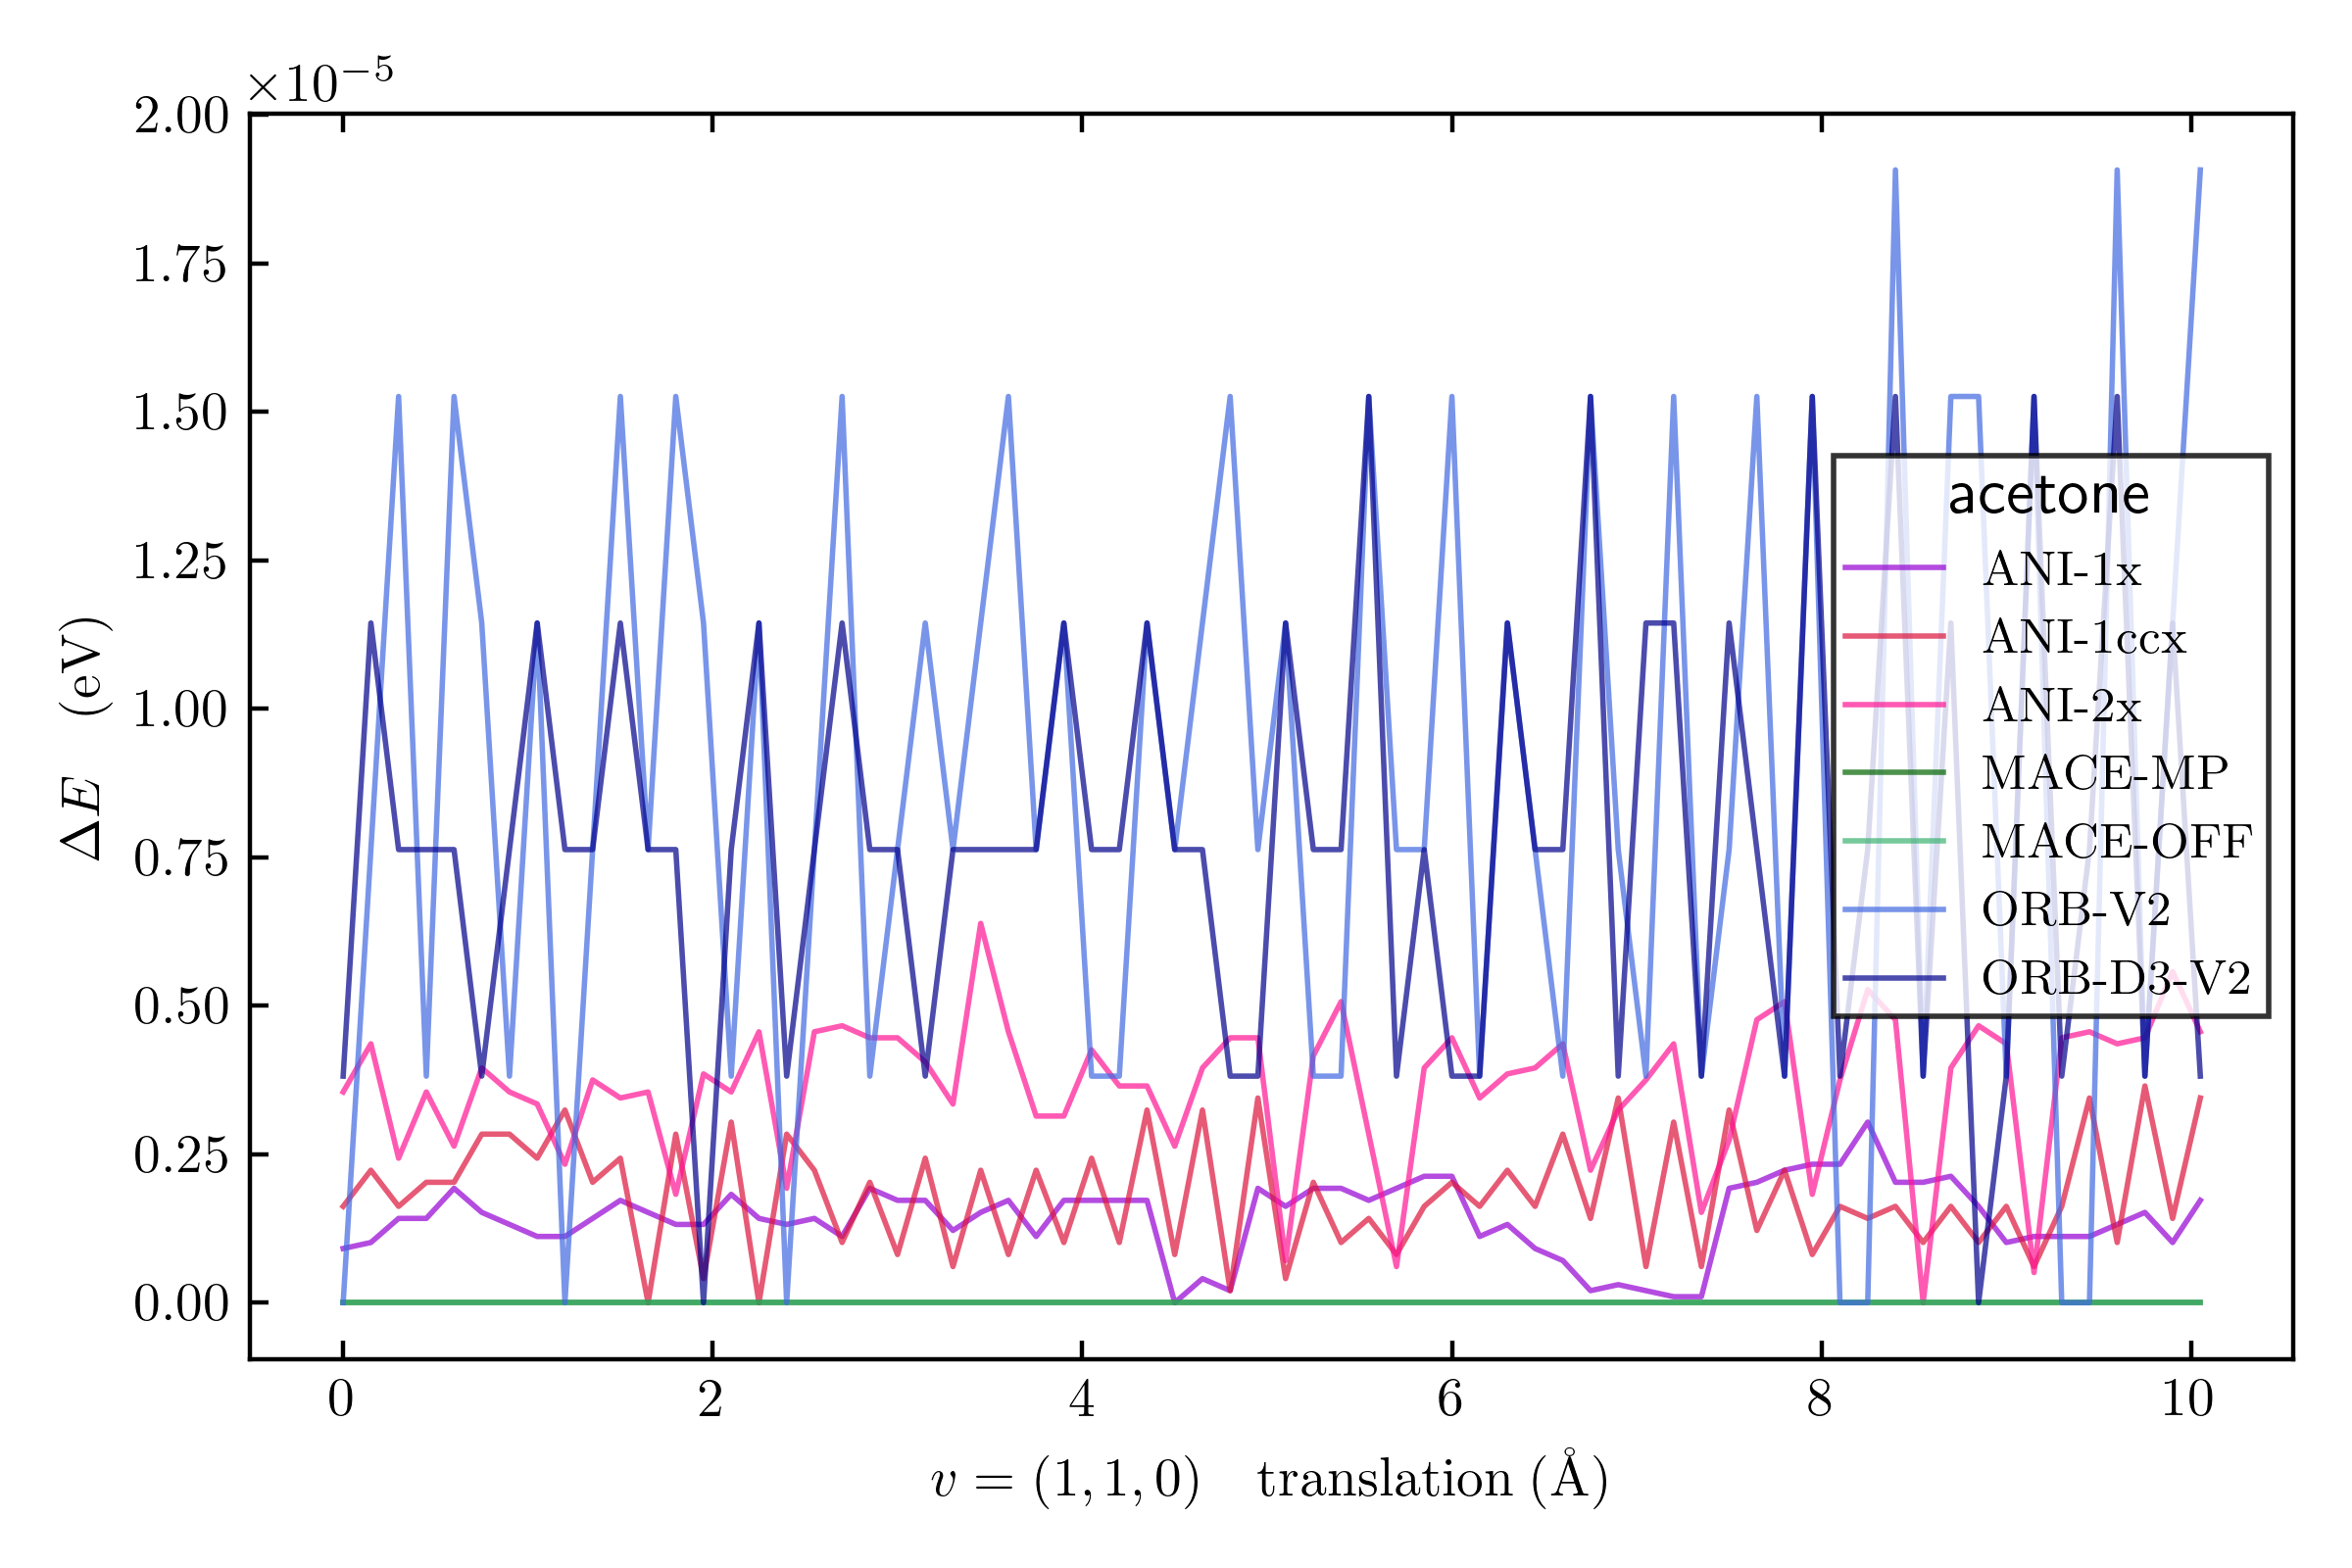 ×10⁻⁵
2.00
1.75
1.50
1.25
1.00
0.75
0.50
0.25
0.00
ΔE (eV)
acetone
ANI-1x
ANI-1ccx
ANI-2x
MACE-MP
MACE-OFF
ORB-V2
ORB-D3-V2
0 2 4 6 8 10
v = (1, 1, 0) translation (Å)